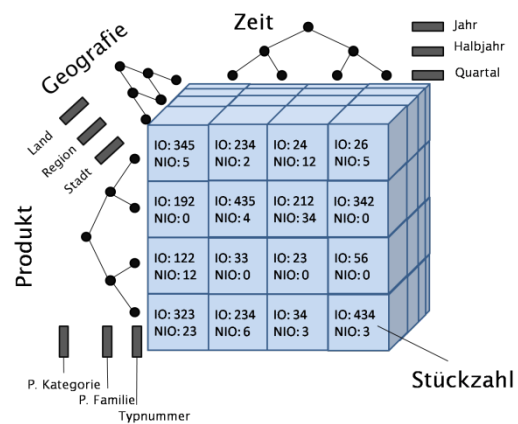 Zeit
Jahr
Halbjahr
Quartal
Geografie
Land
Region
Stadt
Produkt
IO: 345 IO: 234 IO: 24 IO: 26
NIO: 5 NIO: 2 NIO: 12 NIO: 5
IO: 192 IO: 435 IO: 212 IO: 342
NIO: 0 NIO: 4 NIO: 34 NIO: 0
IO: 122 IO: 33 IO: 23 IO: 56
NIO: 12 NIO: 0 NIO: 0 NIO: 0
IO: 323 IO: 234 IO: 34 IO: 434
NIO: 23 NIO: 6 NIO: 3 NIO: 3
Stückzahl
P. Kategorie
P. Familie
Typnummer